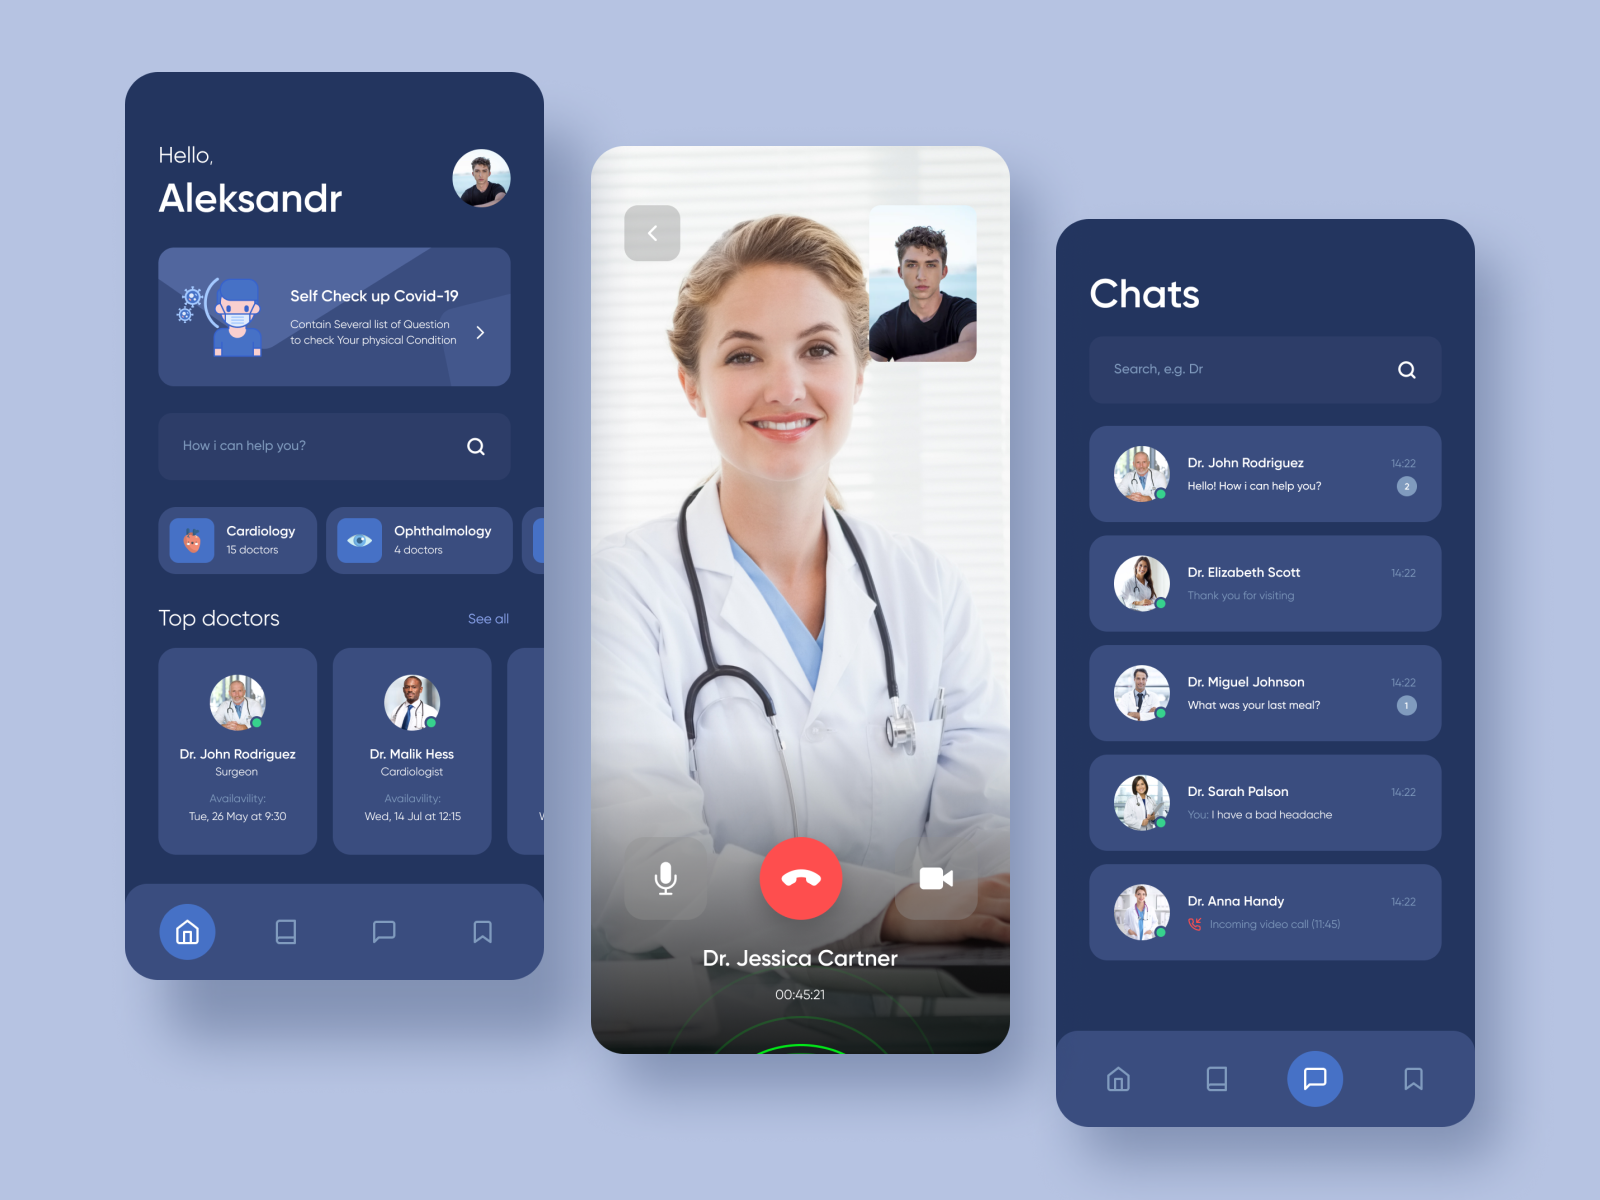 Hello,
Aleksandr
Self Check up Covid-19
Contain Several list of Question
to check Your physical Condition
How i can help you?
Cardiology
15 doctors
Ophthalmology
4 doctors
Top doctors
See all
Dr. John Rodriguez
Surgeon
Availavility:
Tue, 26 May at 9:30
Dr. Malik Hess
Cardiologist
Availavility:
Wed, 14 Jul at 12:15
W
Dr. Jessica Cartner
00:45:21
Chats
Search, e.g. Dr
Dr. John Rodriguez
14:22
Hello! How i can help you?
2
Dr. Elizabeth Scott
14:22
Thank you for visiting
Dr. Miguel Johnson
14:22
What was your last meal?
1
Dr. Sarah Palson
14:22
You: I have a bad headache
Dr. Anna Handy
14:22
Incoming video call (11:45)